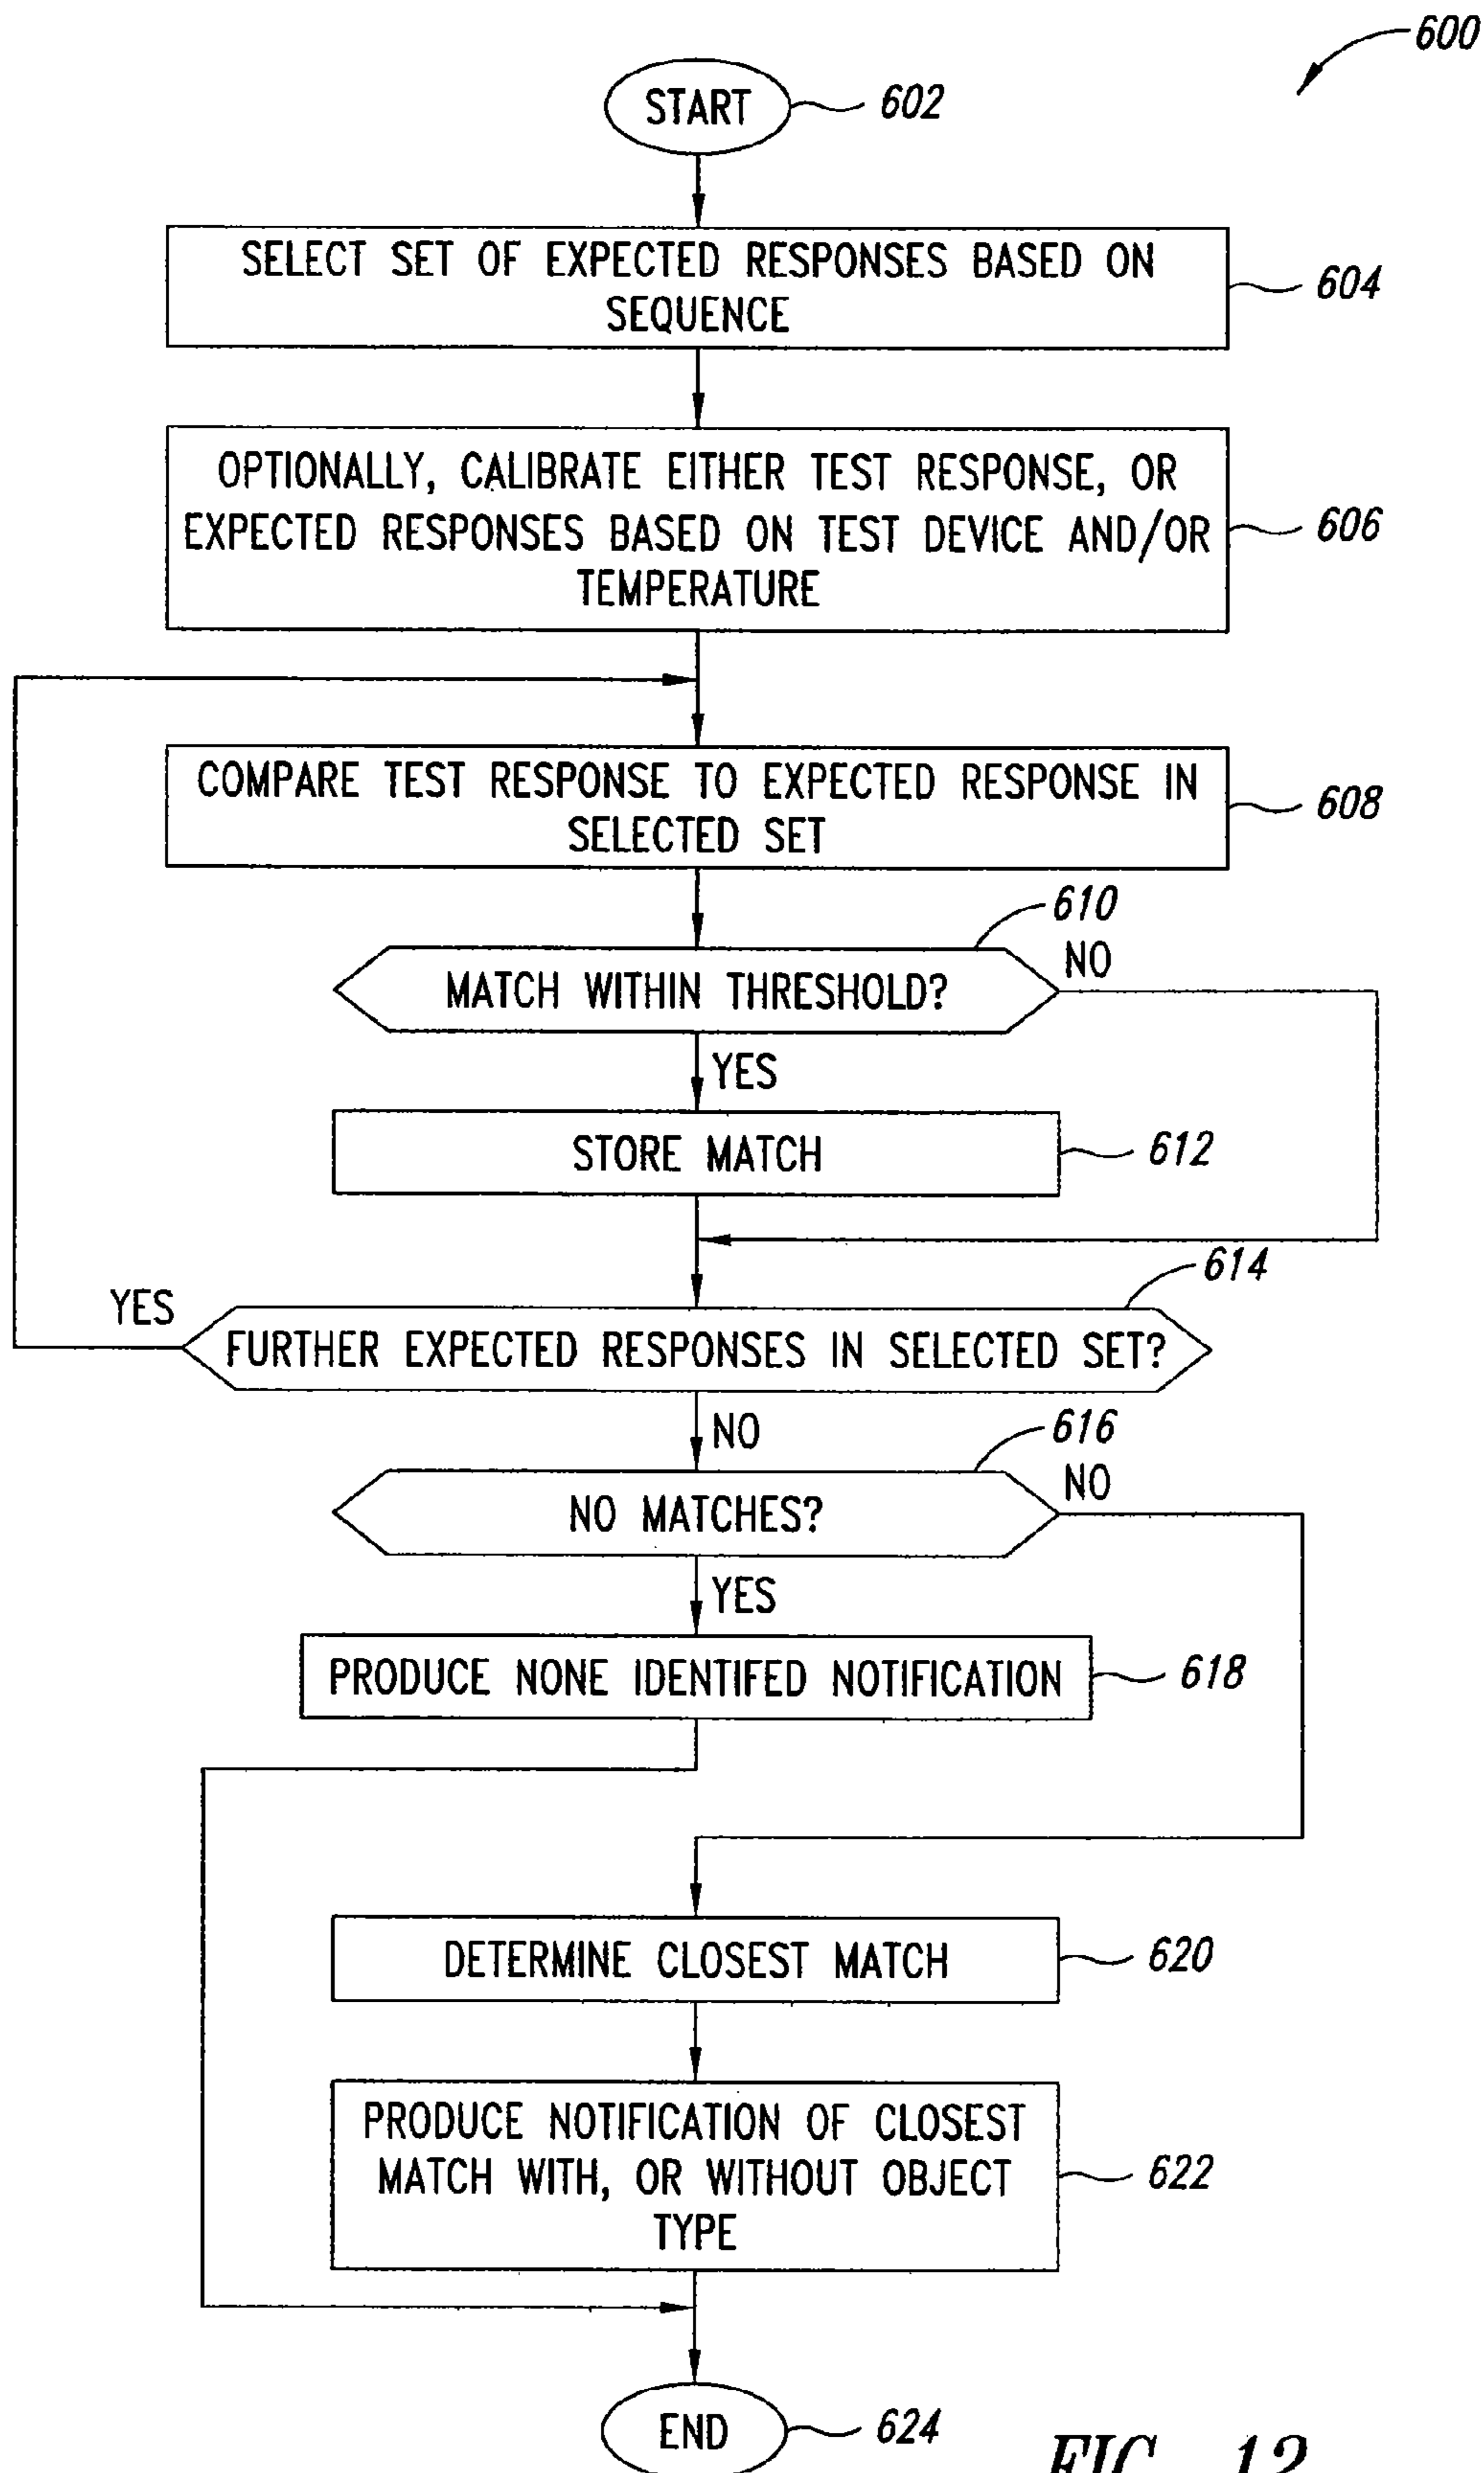 600
START
602
SELECT SET OF EXPECTED RESPONSES BASED ON
SEQUENCE
604
OPTIONALLY, CALIBRATE EITHER TEST RESPONSE, OR
EXPECTED RESPONSES BASED ON TEST DEVICE AND/OR
TEMPERATURE
606
COMPARE TEST RESPONSE TO EXPECTED RESPONSE IN
SELECTED SET
608
610
MATCH WITHIN THRESHOLD?
NO
YES
STORE MATCH
612
614
YES
FURTHER EXPECTED RESPONSES IN SELECTED SET?
NO
616
NO MATCHES?
NO
YES
PRODUCE NONE IDENTIFED NOTIFICATION
618
DETERMINE CLOSEST MATCH
620
PRODUCE NOTIFICATION OF CLOSEST
MATCH WITH, OR WITHOUT OBJECT
TYPE
622
END
624
FIG. 12